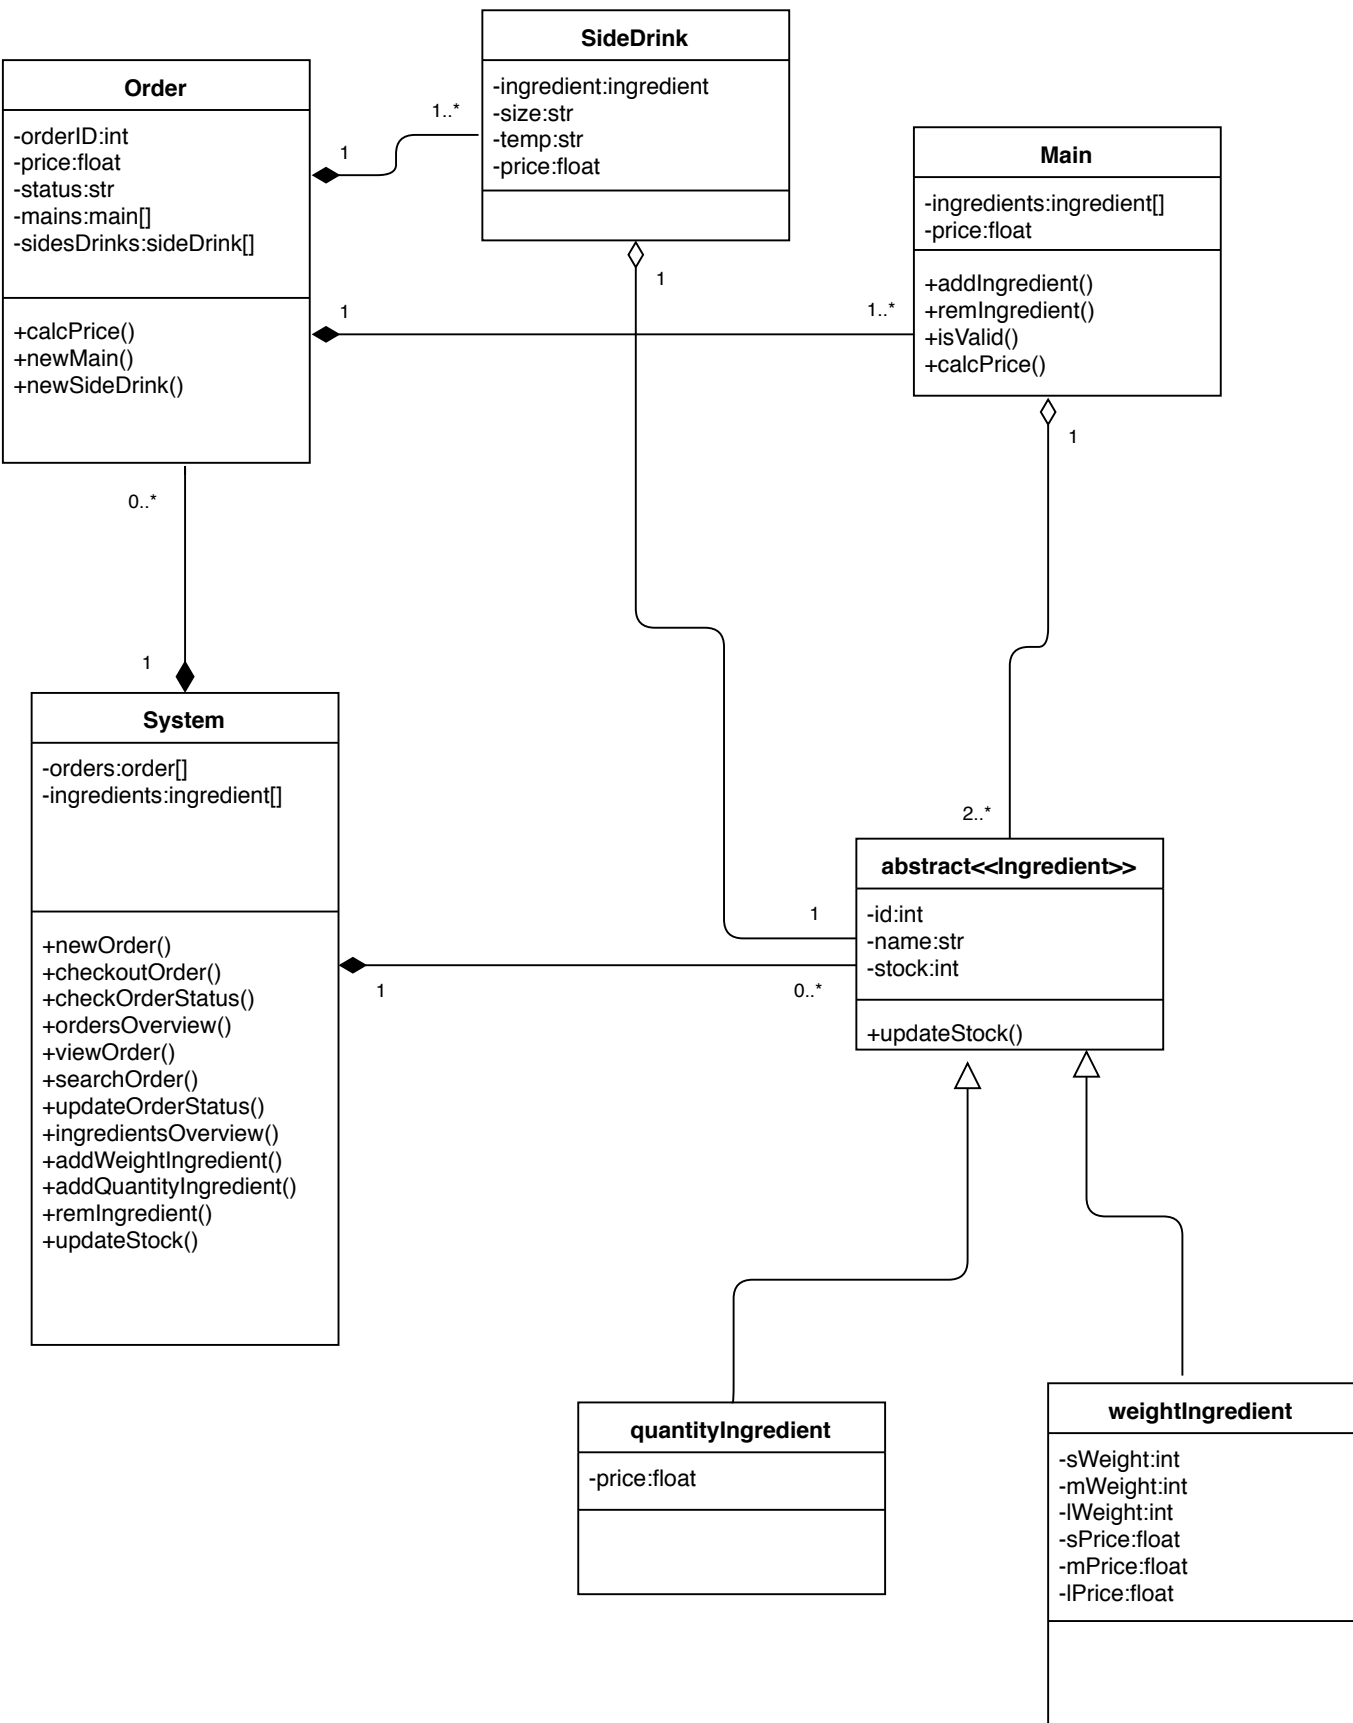 SideDrink
-ingredient:ingredient
-size:str
-temp:str
-price:float
Order
-orderID:int
-price:float
-status:str
-mains:main[]
-sidesDrinks:sideDrink[]
+calcPrice()
+newMain()
+newSideDrink()
1
1..*
Main
-ingredients:ingredient[]
-price:float
+addIngredient()
+remIngredient()
+isValid()
+calcPrice()
1
1
1..*
1
0..*
1
System
-orders:order[]
-ingredients:ingredient[]
+newOrder()
+checkoutOrder()
+checkOrderStatus()
+ordersOverview()
+viewOrder()
+searchOrder()
+updateOrderStatus()
+ingredientsOverview()
+addWeightIngredient()
+addQuantityIngredient()
+remIngredient()
+updateStock()
2..*
1
1
0..*
abstract<<Ingredient>>
-id:int
-name:str
-stock:int
+updateStock()
quantityIngredient
-price:float
weightIngredient
-sWeight:int
-mWeight:int
-lWeight:int
-sPrice:float
-mPrice:float
-lPrice:float